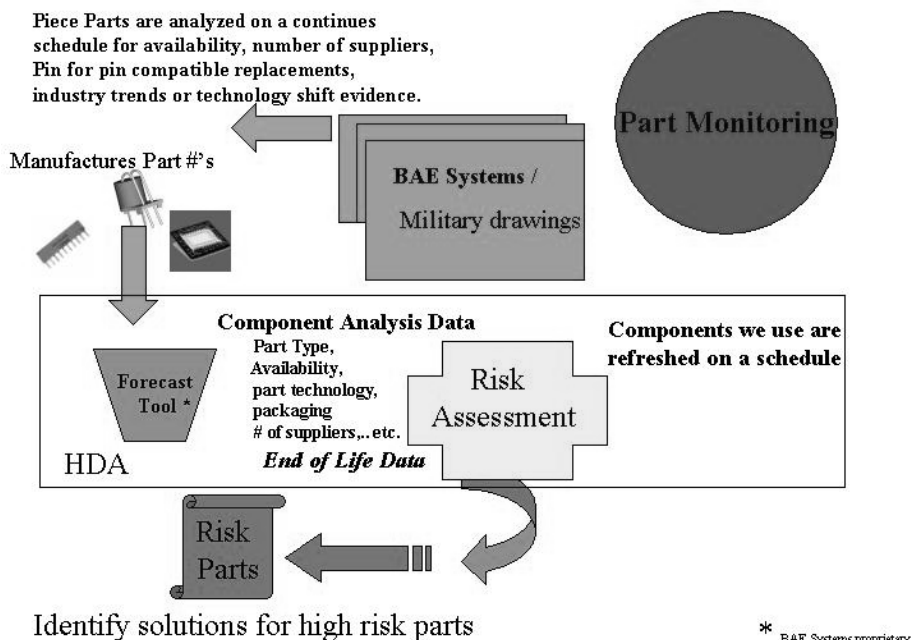 Piece Parts are analyzed on a continues
schedule for availability, number of suppliers,
Pin for pin compatible replacements,
industry trends or technology shift evidence.
Part Monitoring
Manufactures Part #'s
BAE Systems /
Military drawings
Component Analysis Data
Part Type,
Availability,
part technology,
packaging
# of suppliers,..etc.
End of Life Data
Forecast
Tool *
HDA
Risk
Assessment
Components we use are
refreshed on a schedule
Risk
Parts
Identify solutions for high risk parts
* BAE Systems proprietary